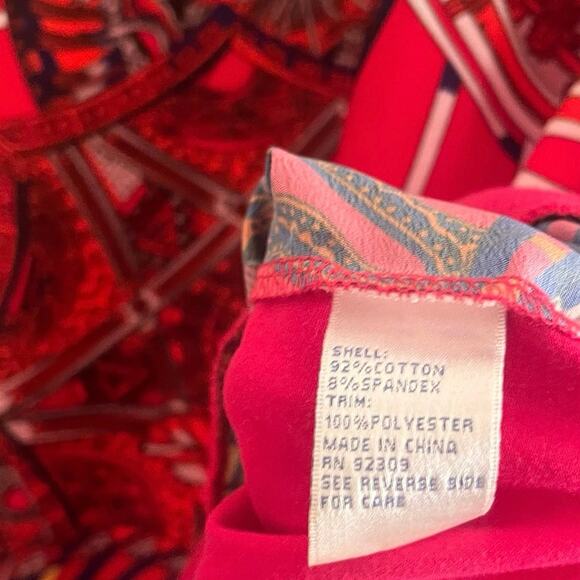 SHELL:
92%COTTON
8%SPANDEX
TRIM:
100%POLYESTER
MADE IN CHINA
RN 92309
SEE REVERSE SIDE
FOR CARE